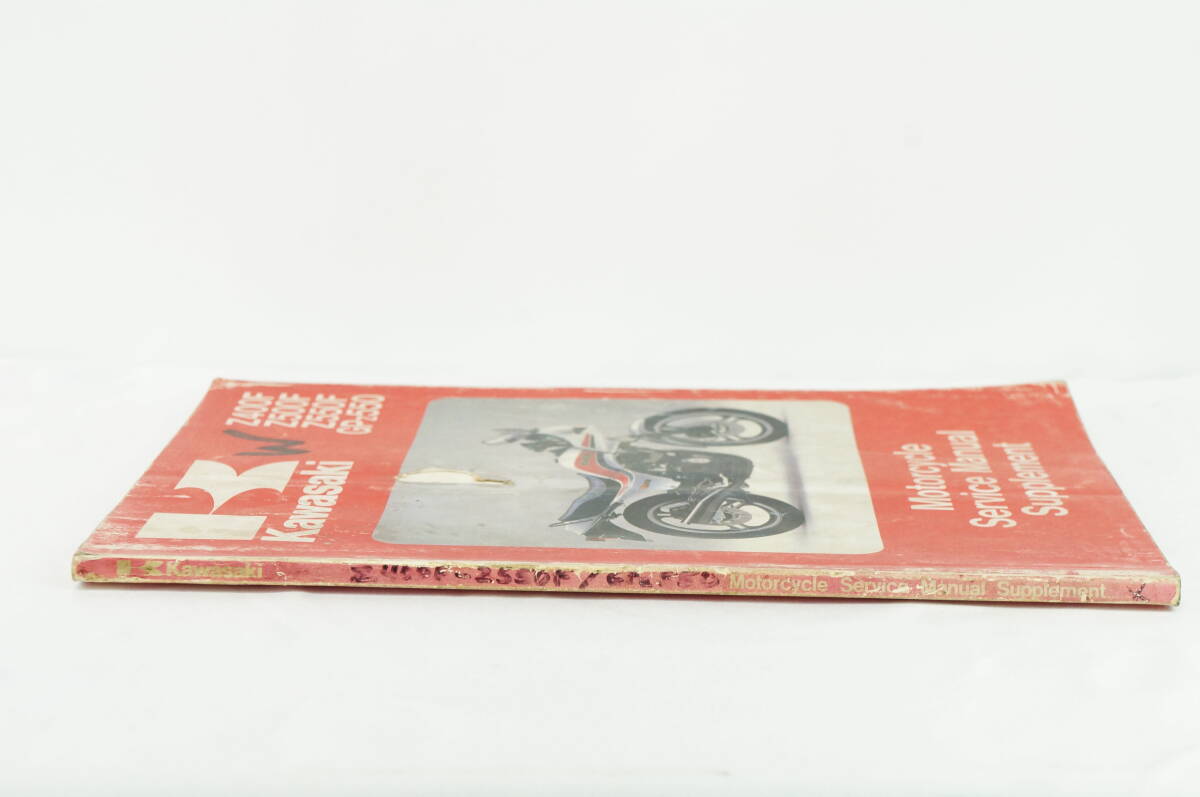 Z400F
Z500F
Z550F
GPz550
W
Kawasaki
Motorcycle
Service Manual
Supplement
Kawasaki
Motorcycle Service Manual Supplement